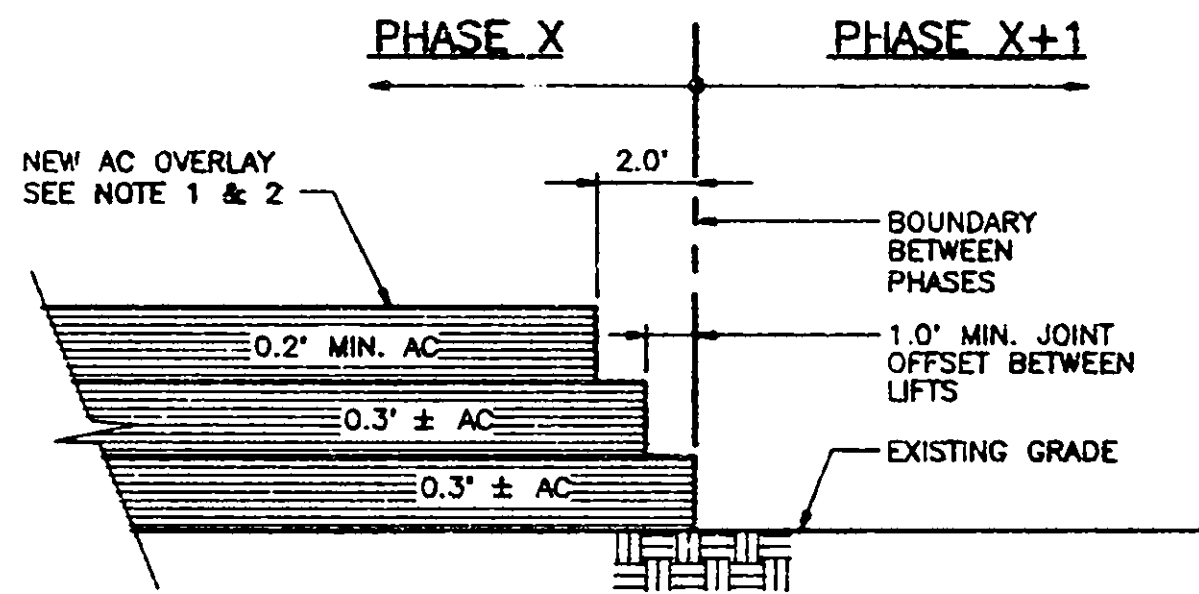 PHASE X
PHASE X+1
NEW AC OVERLAY
SEE NOTE 1 & 2
2.0'
BOUNDARY
BETWEEN
PHASES
0.2' MIN. AC
1.0' MIN. JOINT
OFFSET BETWEEN
LIFTS
0.3' ± AC
EXISTING GRADE
0.3' ± AC